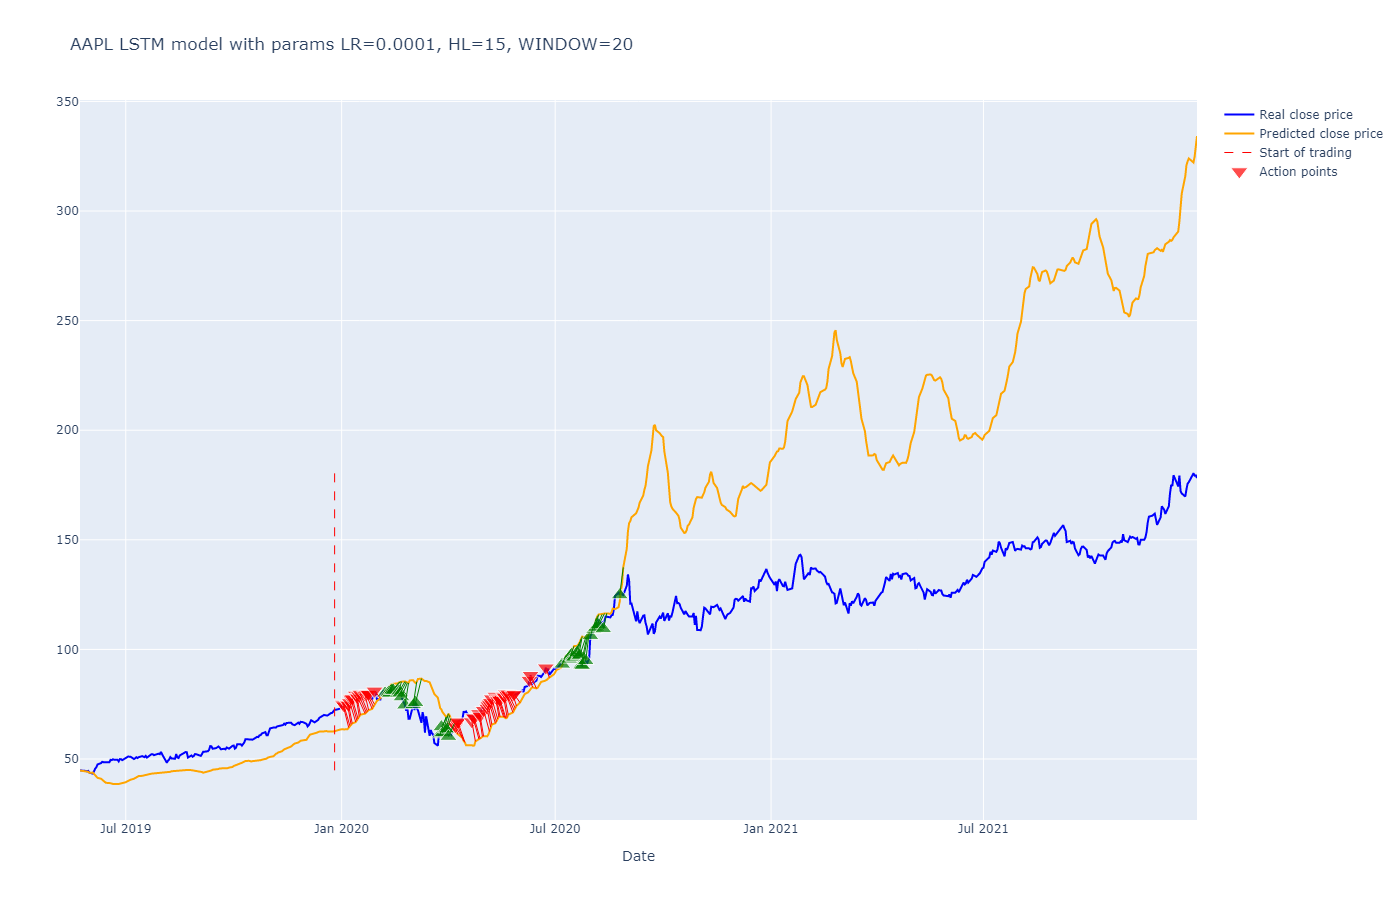 AAPL LSTM model with params LR=0.0001, HL=15, WINDOW=20
350
300
250
200
150
100
50
Jul 2019
Jan 2020
Jul 2020
Jan 2021
Jul 2021
Date
Real close price
Predicted close price
Start of trading
Action points